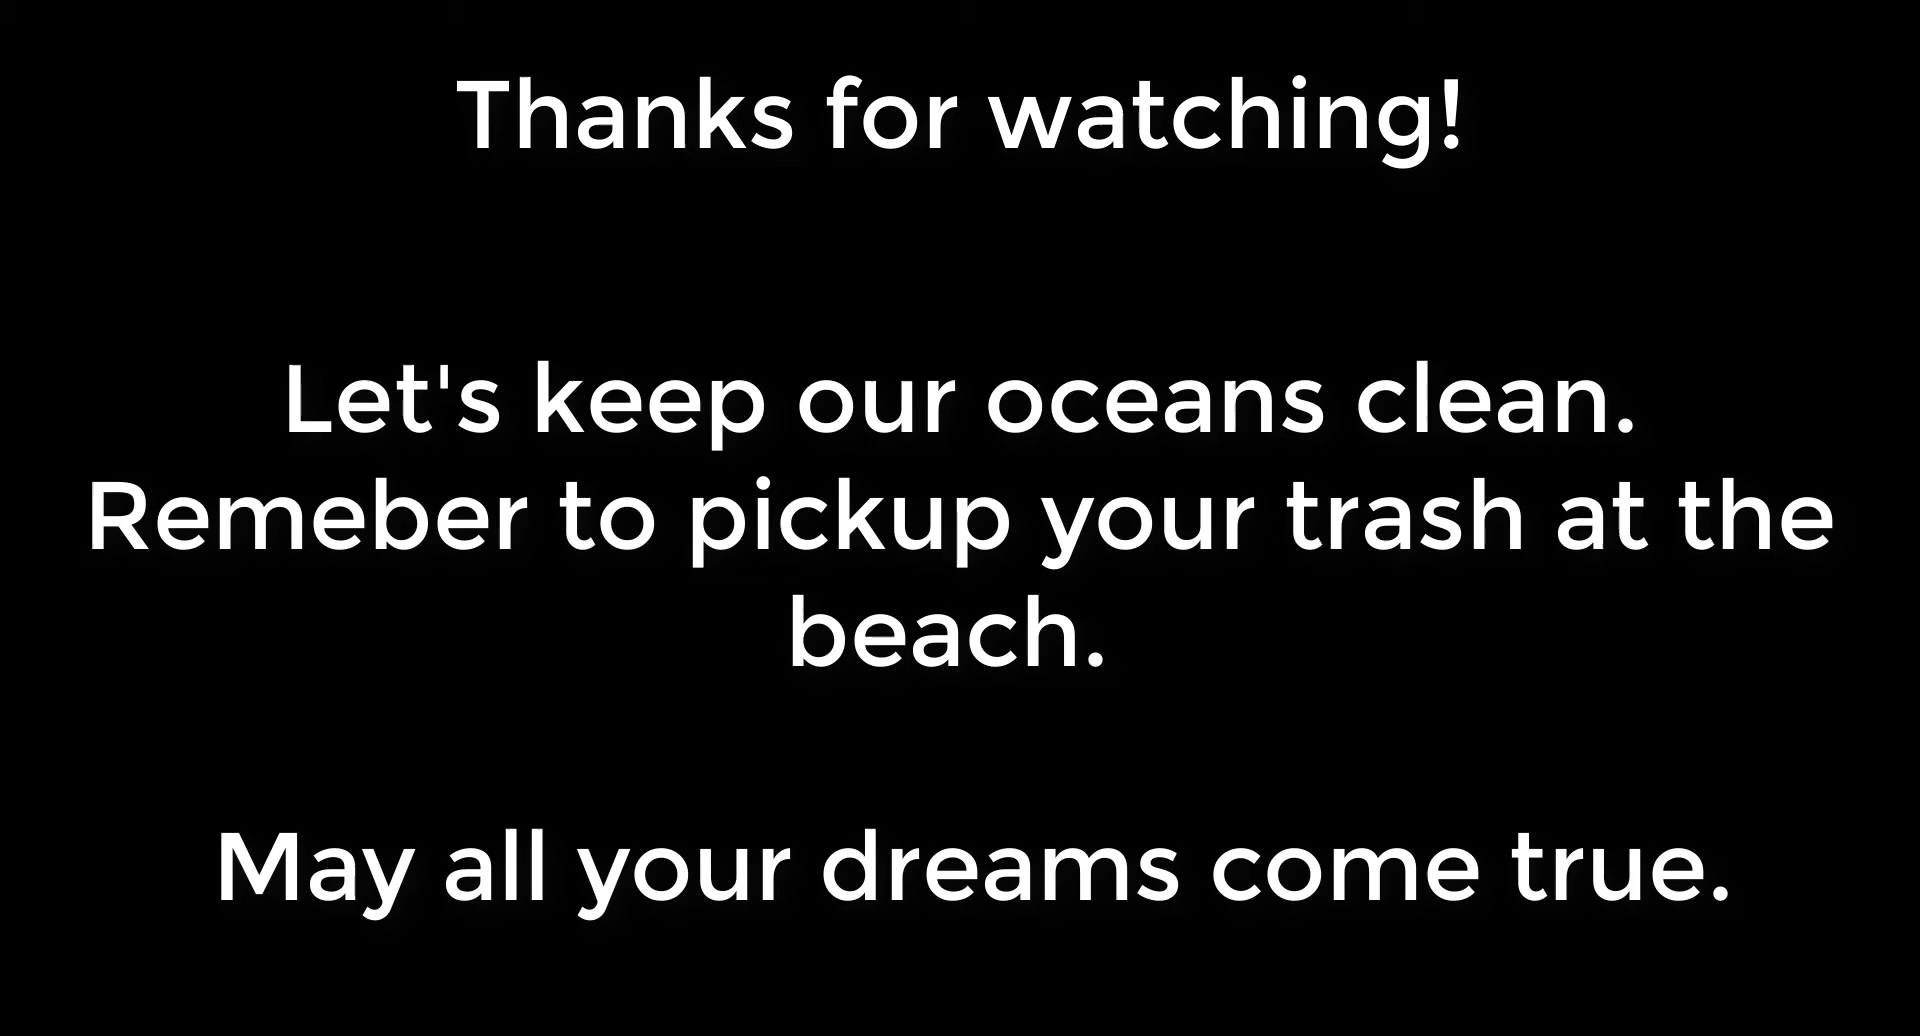 Thanks for watching!
Let's keep our oceans clean.
Remeber to pickup your trash at the
beach.
May all your dreams come true.